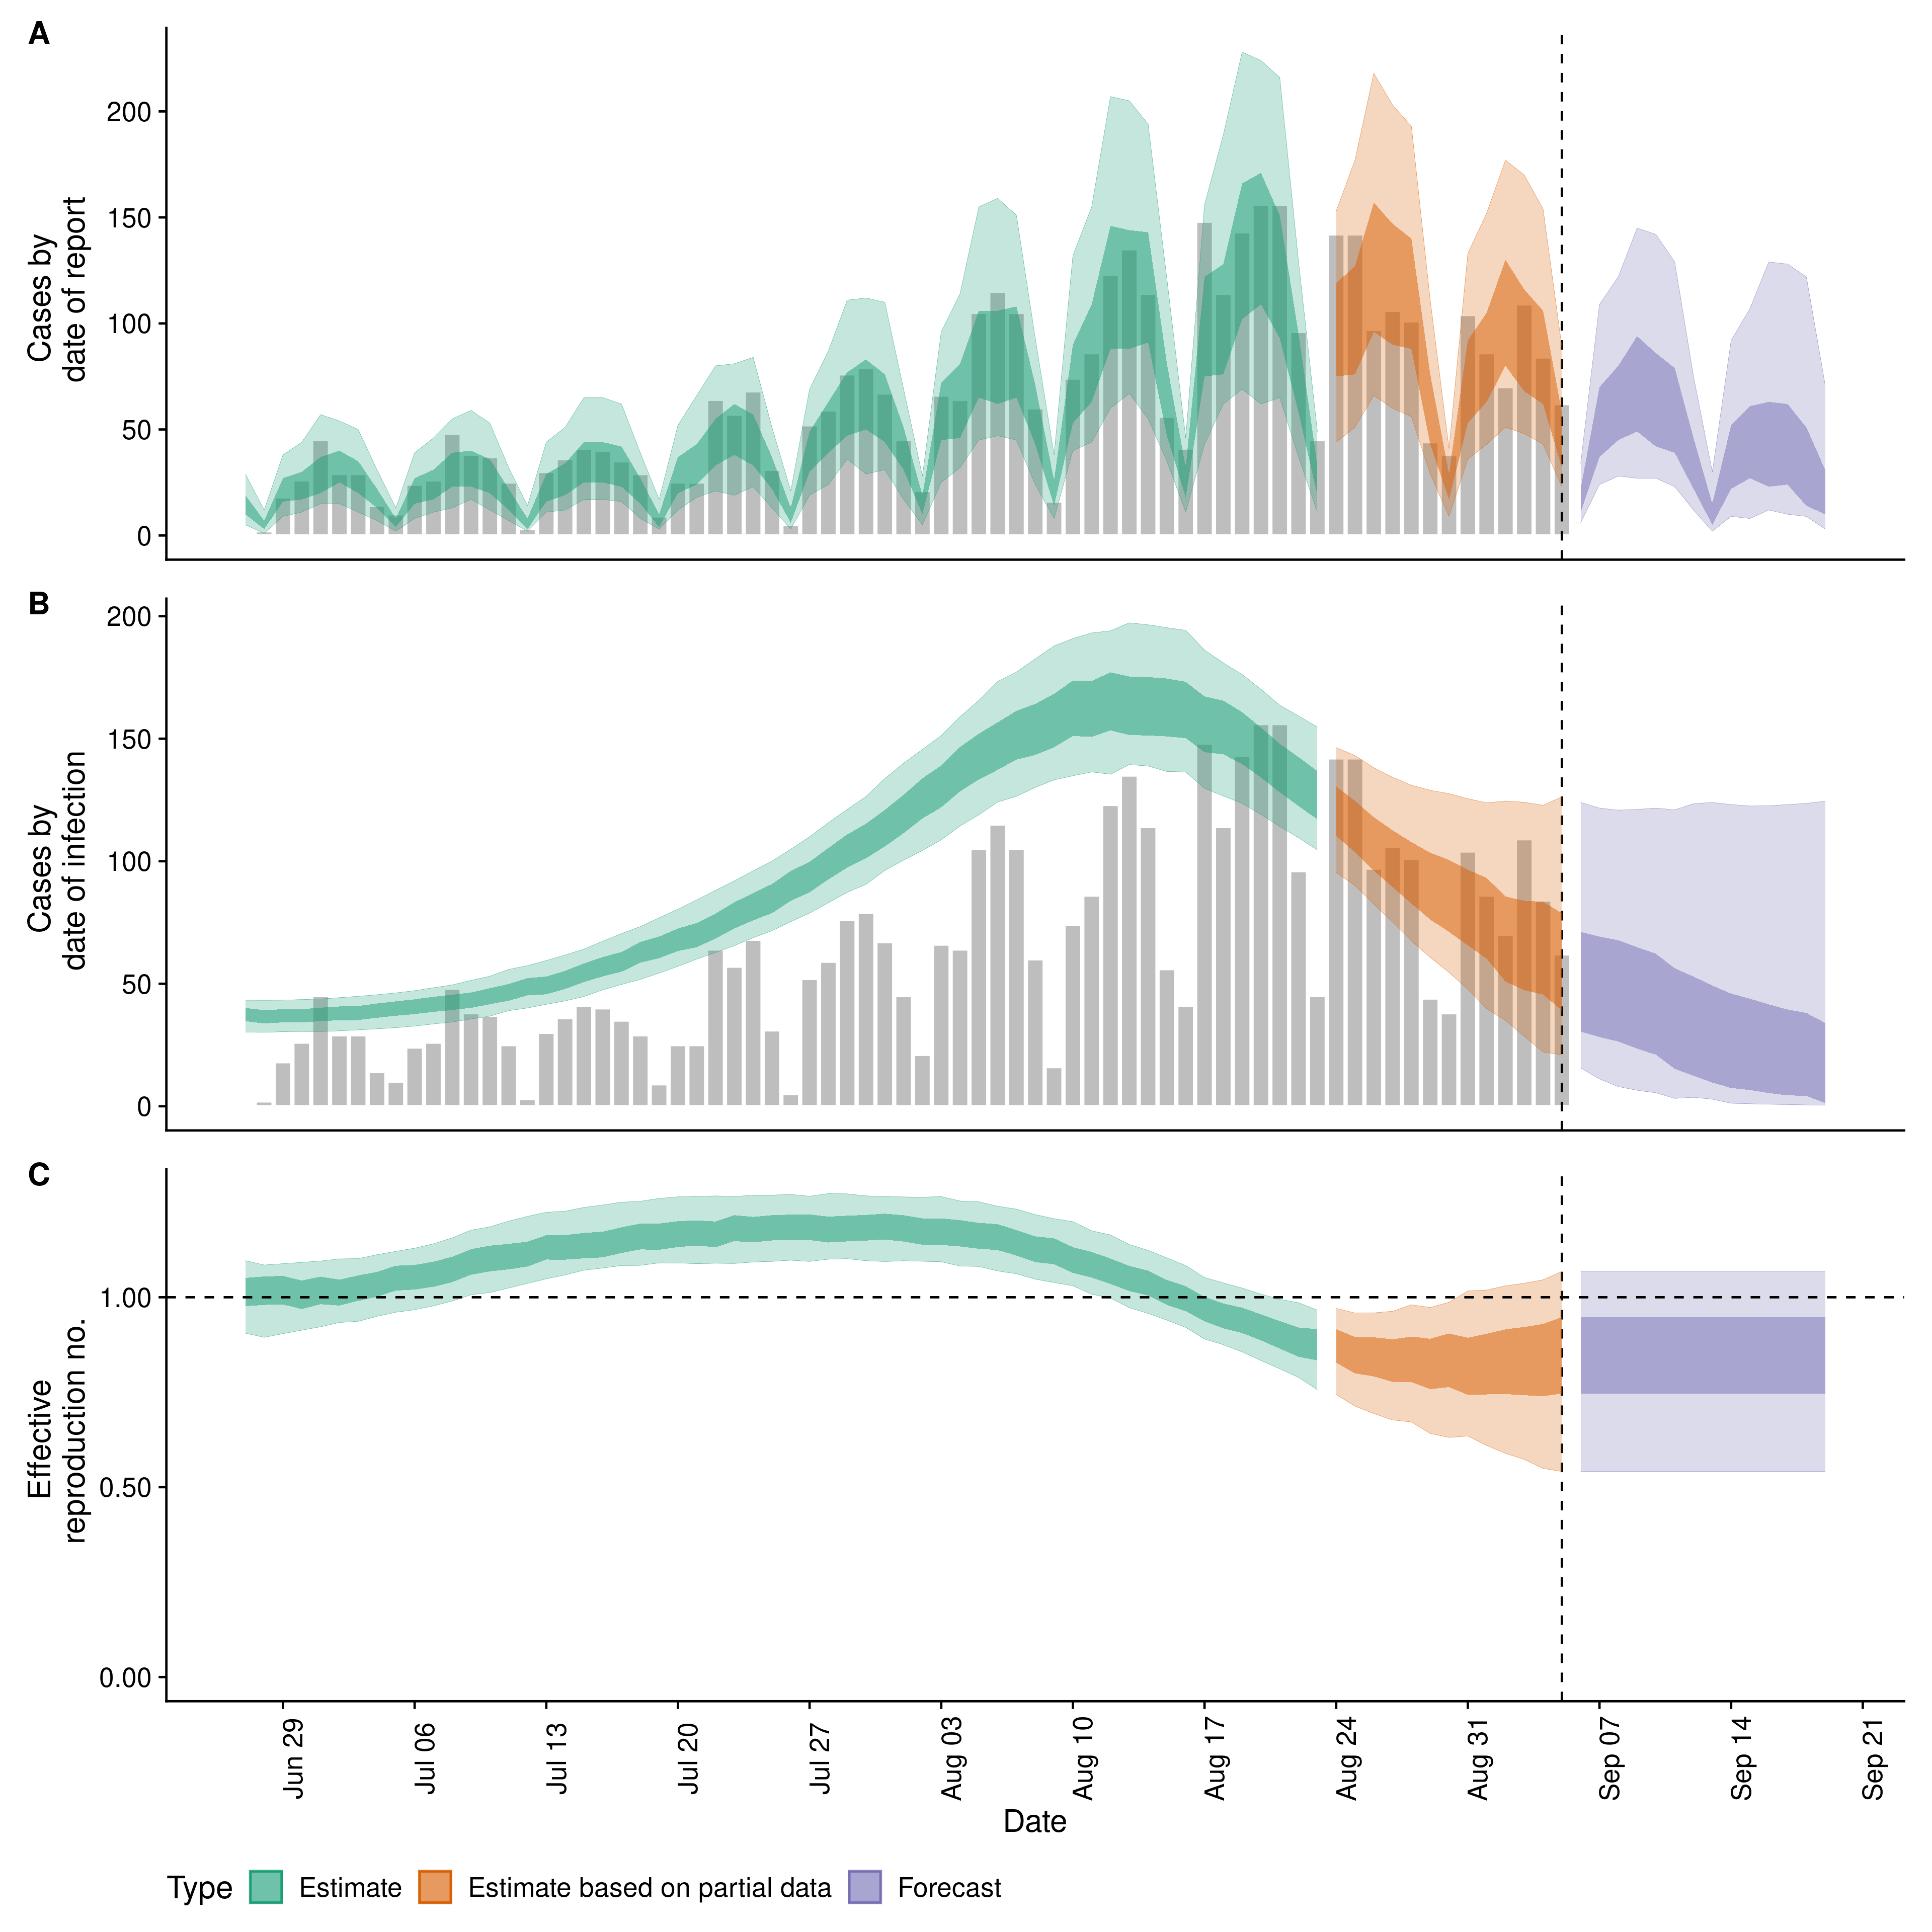 A
200
150
100
50
0
Cases by
date of report
B
200
150
100
50
0
Cases by
date of infection
C
1.00
0.50
0.00
Effective
reproduction no.
Jun 29
Jul 06
Jul 13
Jul 20
Jul 27
Aug 03
Aug 10
Aug 17
Aug 24
Aug 31
Sep 07
Sep 14
Sep 21
Date
Type Estimate Estimate based on partial data Forecast